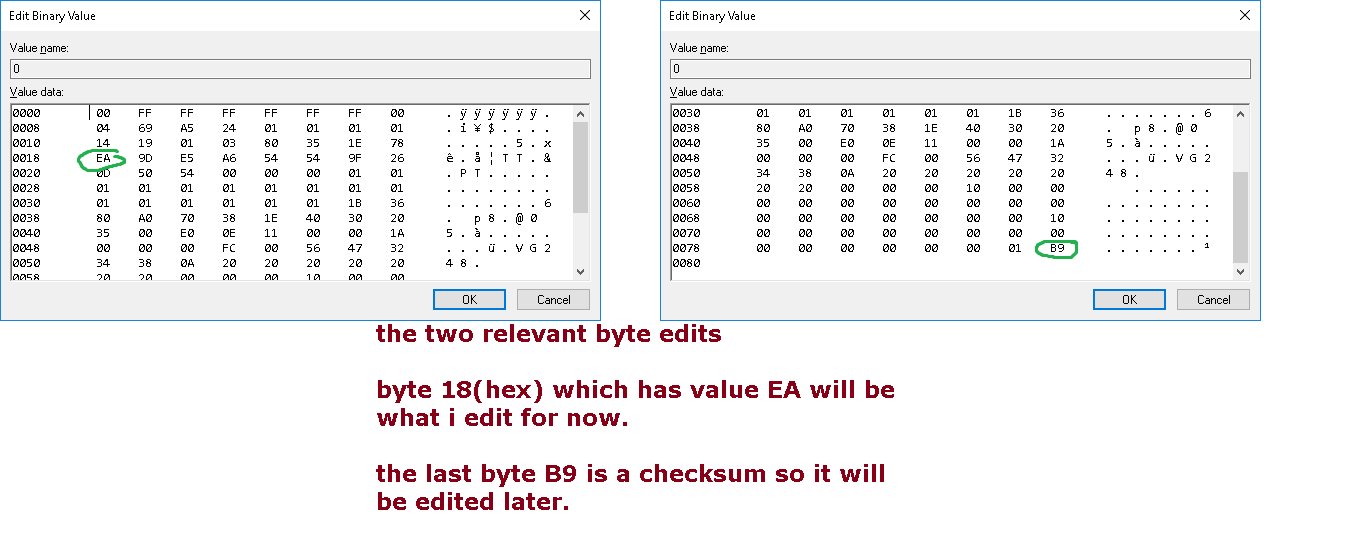 Edit Binary Value
Value name:
0
Value data:
0000 00 FF FF FF FF FF FF 00 . ÿ ÿ ÿ ÿ ÿ ÿ .
0008 04 69 A5 24 01 01 01 01 . i ¥ $ . . . .
0010 14 19 01 03 80 35 1E 78 . . . . . 5 . x
0018 EA 9D E5 A6 54 54 9F 26 ê . å ¦ T T . &
0020 0D 50 54 00 00 00 01 01 . P T . . . . .
0028 01 01 01 01 01 01 01 01 . . . . . . . .
0030 01 01 01 01 01 01 1B 36 . . . . . . . 6
0038 80 A0 70 38 1E 40 30 20 . p 8 . @ 0
0040 35 00 E0 0E 11 00 00 1A 5 . à . . . . .
0048 00 00 00 FC 00 56 47 32 . . . ü . V G 2
0050 34 38 0A 20 20 20 20 20 4 8 .
0058 20 20 00 00 00 10 00 00 . . . . . .
OK Cancel
Edit Binary Value
Value name:
0
Value data:
0030 01 01 01 01 01 01 1B 36 . . . . . . . 6
0038 80 A0 70 38 1E 40 30 20 . p 8 . @ 0
0040 35 00 E0 0E 11 00 00 1A 5 . à . . . . .
0048 00 00 00 FC 00 56 47 32 . . . ü . V G 2
0050 34 38 0A 20 20 20 20 20 4 8 .
0058 20 20 00 00 00 10 00 00 . . . . . .
0060 00 00 00 00 00 00 00 00 . . . . . . . .
0068 00 00 00 00 00 00 00 10 . . . . . . . .
0070 00 00 00 00 00 00 00 00 . . . . . . . .
0078 00 00 00 00 00 00 01 B9 . . . . . . . ¹
0080
OK Cancel
the two relevant byte edits
byte 18(hex) which has value EA will be
what i edit for now.
the last byte B9 is a checksum so it will
be edited later.